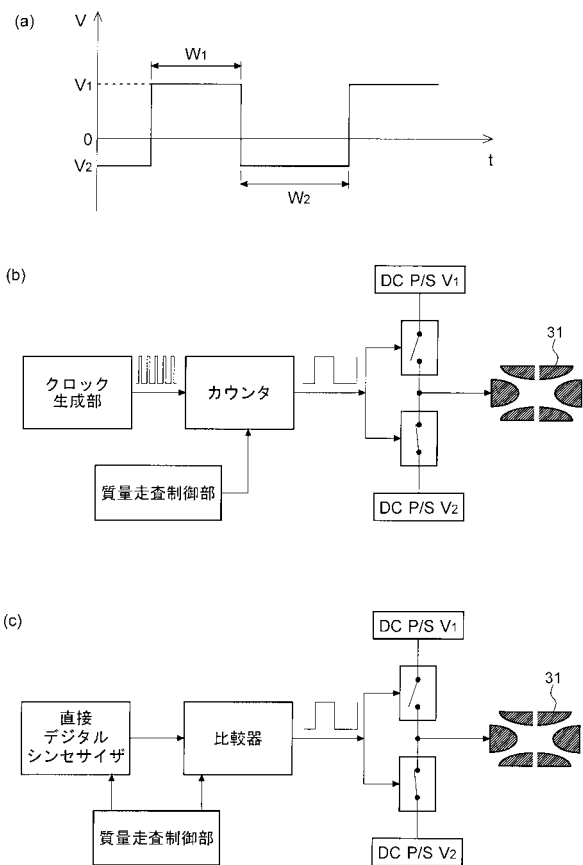 (a)
V
W1
V1
0
V2
t
W2
(b)
DC P/S V1
31
クロック
生成部
カウンタ
質量走査制御部
DC P/S V2
(c)
DC P/S V1
31
直接
デジタル
シンセサイザ
比較器
質量走査制御部
DC P/S V2